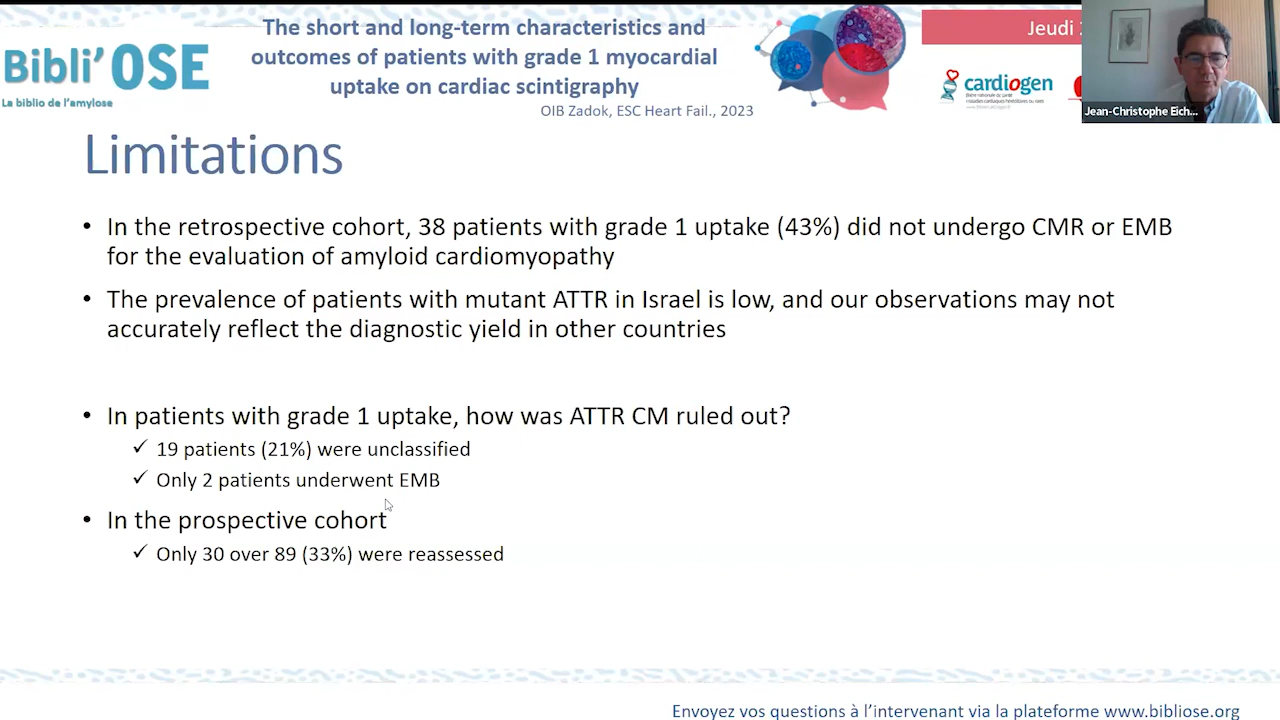 The short and long-term characteristics and
outcomes of patients with grade 1 myocardial
uptake on cardiac scintigraphy
OIB Zadok, ESC Heart Fail., 2023
Bibli'OSE
La biblio de l'amylose
Jeudi
cardiogen
Jean-Christophe Eich...
Limitations
• In the retrospective cohort, 38 patients with grade 1 uptake (43%) did not undergo CMR or EMB
for the evaluation of amyloid cardiomyopathy
• The prevalence of patients with mutant ATTR in Israel is low, and our observations may not
accurately reflect the diagnostic yield in other countries
• In patients with grade 1 uptake, how was ATTR CM ruled out?
✓ 19 patients (21%) were unclassified
✓ Only 2 patients underwent EMB
• In the prospective cohort
✓ Only 30 over 89 (33%) were reassessed
Envoyez vos questions à l'intervenant via la plateforme www.bibliose.org